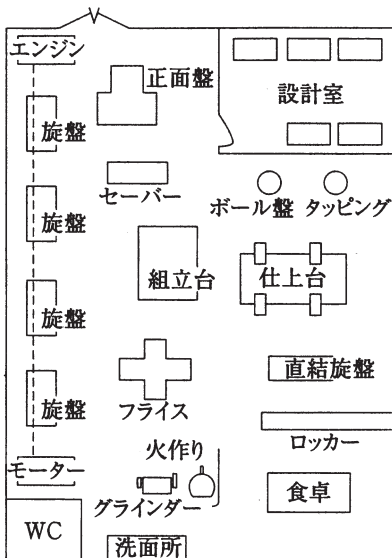 エンジン
正面盤
設計室
旋盤
セーパー
ボール盤 タッピング
旋盤
組立台
仕上台
旋盤
直結旋盤
旋盤
フライス
ロッカー
火作り
モーター
グラインダー
食卓
WC
洗面所